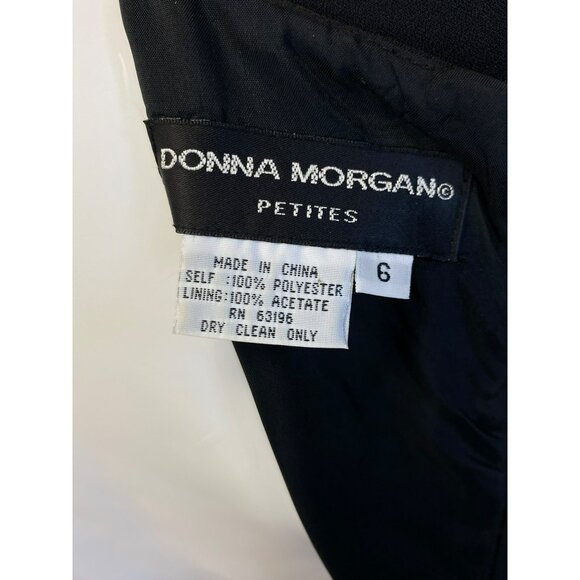 DONNA MORGAN©
PETITES
6
MADE IN CHINA
SELF :100% POLYESTER
LINING:100% ACETATE
RN 63196
DRY CLEAN ONLY